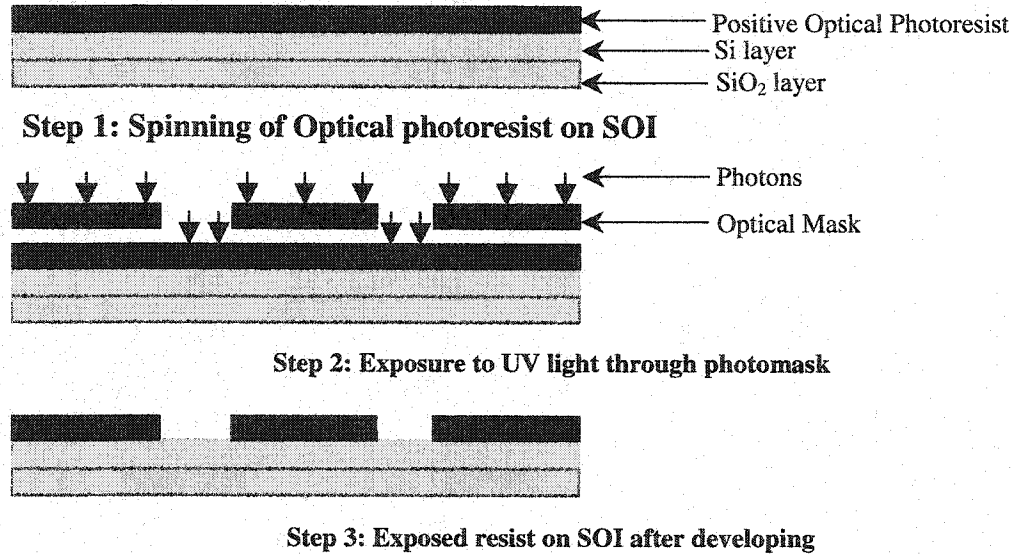 Positive Optical Photoresist
Si layer
SiO₂ layer
Step 1: Spinning of Optical photoresist on SOI
Photons
Optical Mask
Step 2: Exposure to UV light through photomask
Step 3: Exposed resist on SOI after developing